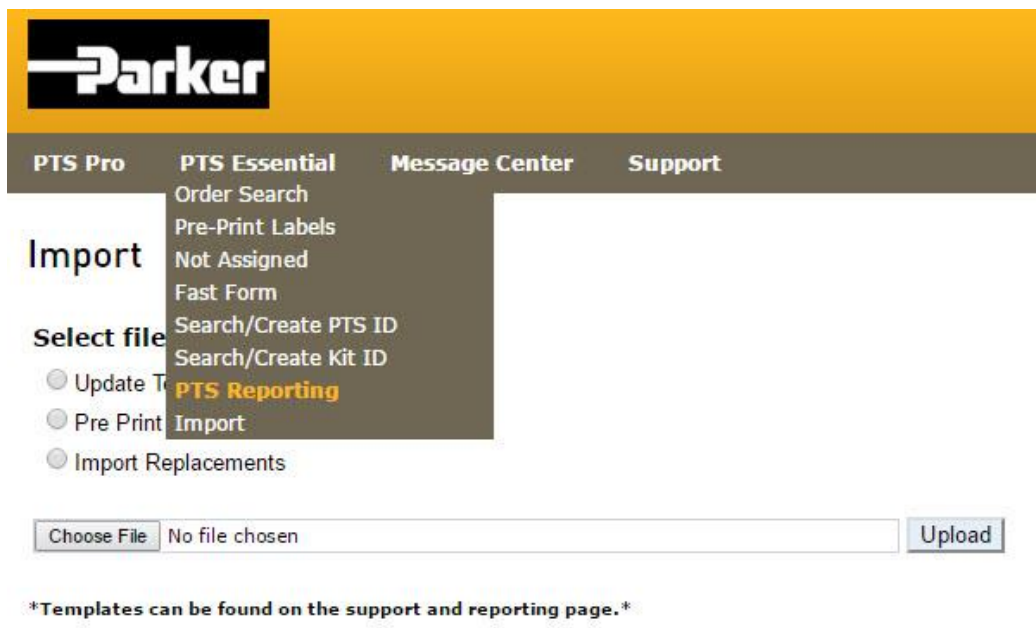 Parker
PTS Pro PTS Essential Message Center Support
Order Search
Pre-Print Labels
Not Assigned
Fast Form
Search/Create PTS ID
Search/Create Kit ID
PTS Reporting
Import
Import
Select file
Update
Pre Print
Import Replacements
Choose File No file chosen Upload
*Templates can be found on the support and reporting page.*